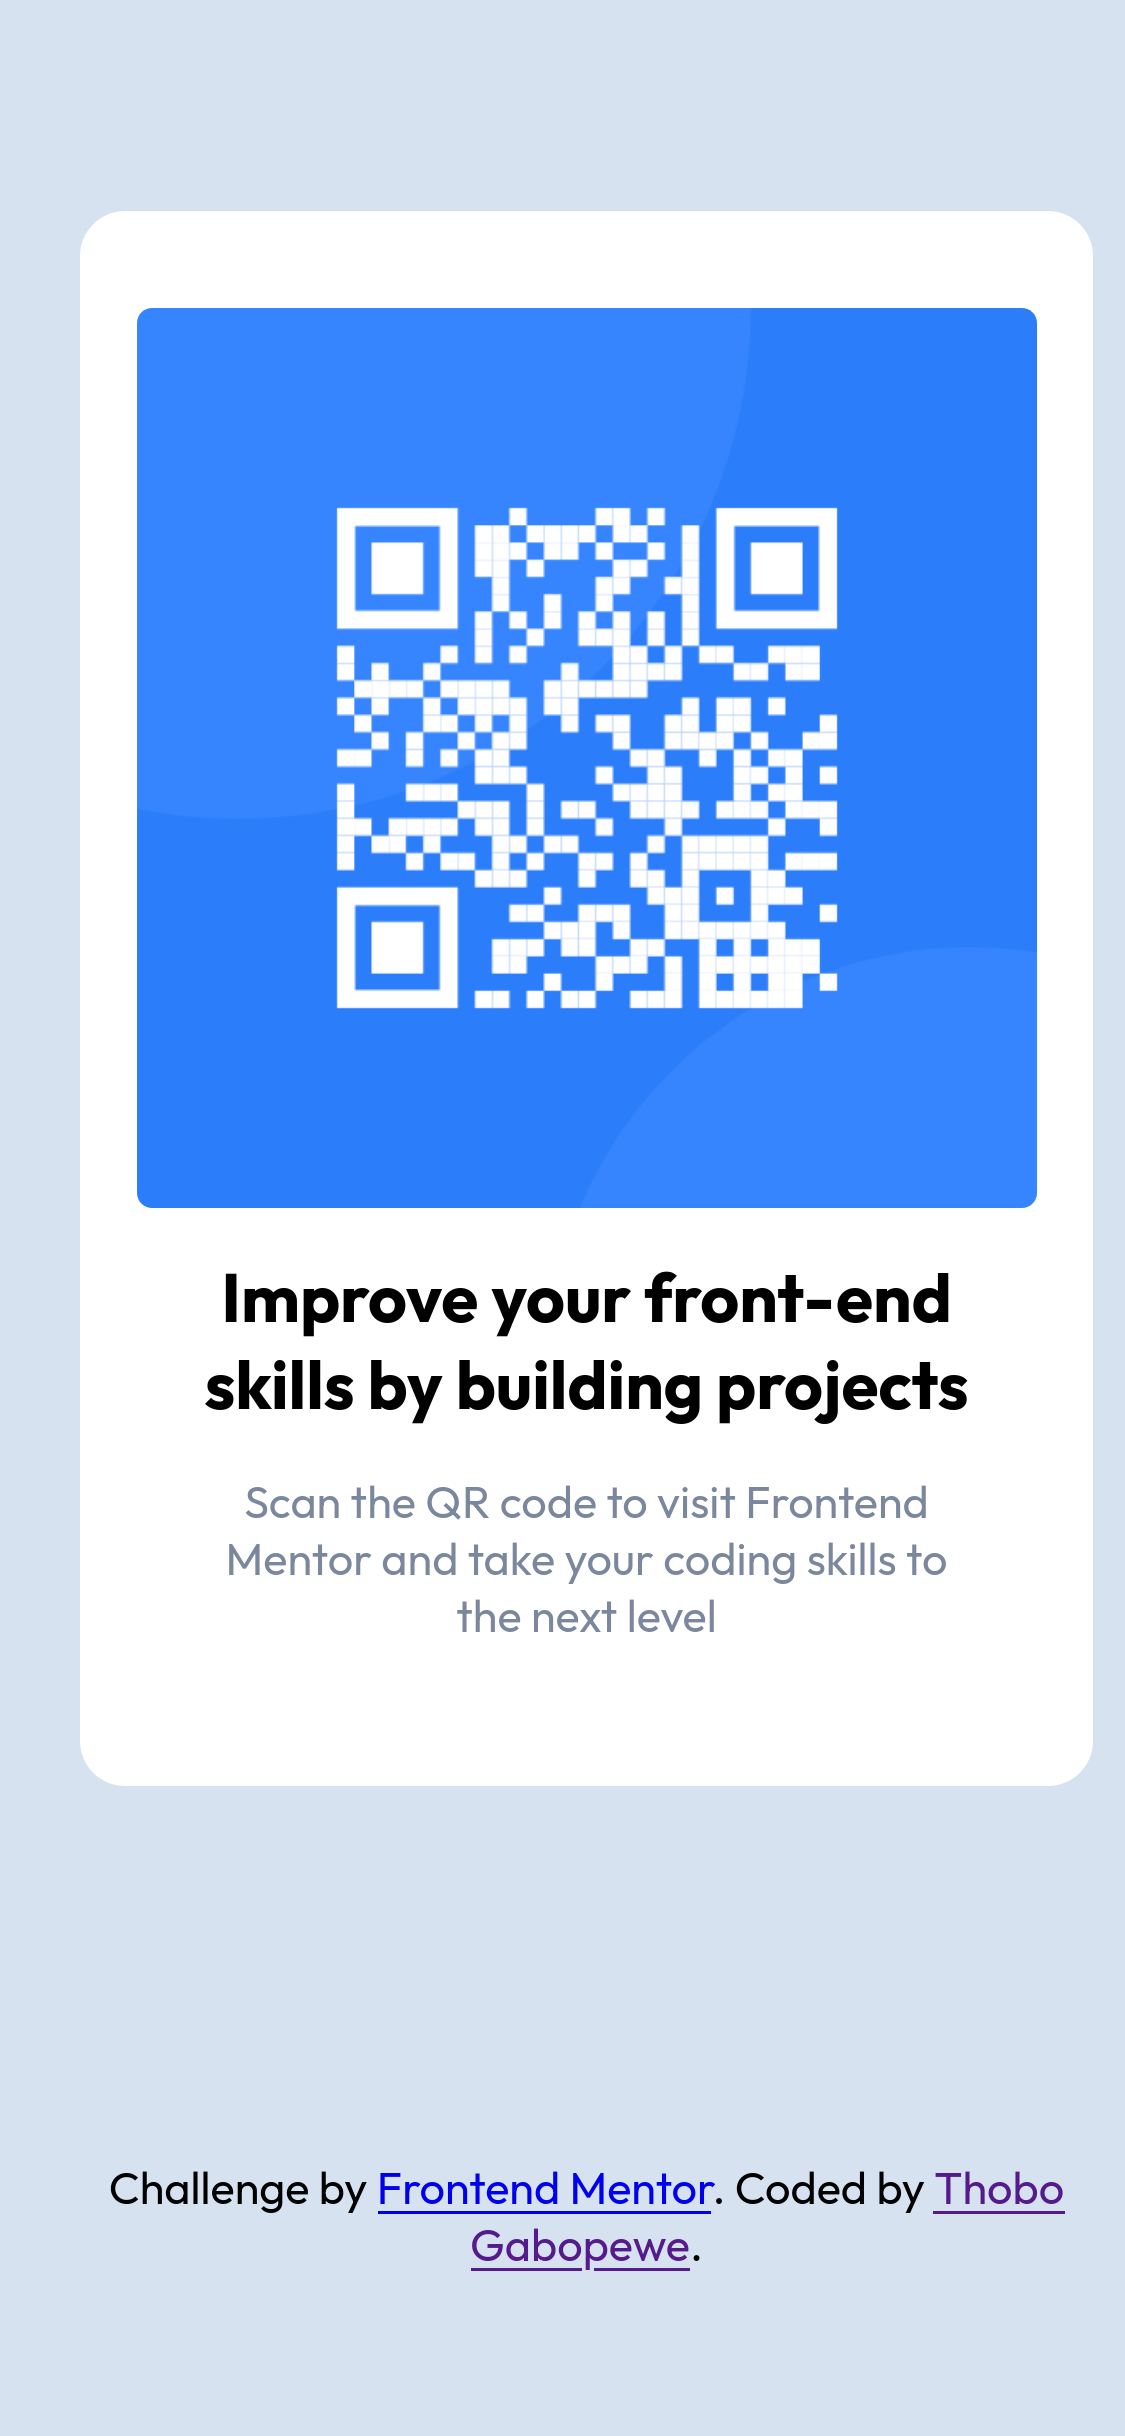 Improve your front-end
skills by building projects
Scan the QR code to visit Frontend
Mentor and take your coding skills to
the next level
Challenge by Frontend Mentor. Coded by Thobo
Gabopewe.